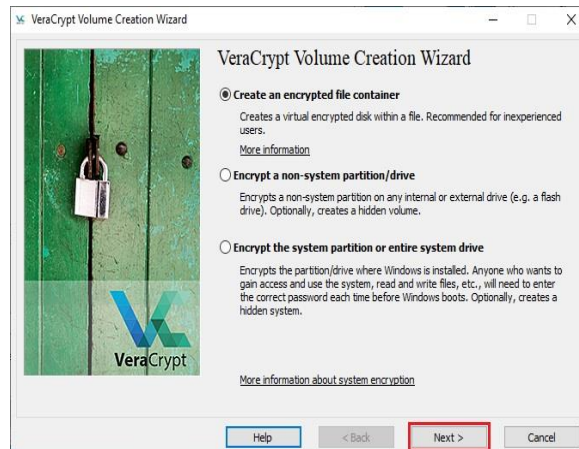 VeraCrypt Volume Creation Wizard
VeraCrypt Volume Creation Wizard
Create an encrypted file container
Creates a virtual encrypted disk within a file. Recommended for inexperienced
users.
More information
Encrypt a non-system partition/drive
Encrypts a non-system partition on any internal or external drive (e.g. a flash
drive). Optionally, creates a hidden volume.
Encrypt the system partition or entire system drive
Encrypts the partition/drive where Windows is installed. Anyone who wants to
gain access and use the system, read and write files, etc., will need to enter
the correct password each time before Windows boots. Optionally, creates a
hidden system.
VeraCrypt
More information about system encryption
Help
< Back
Next >
Cancel